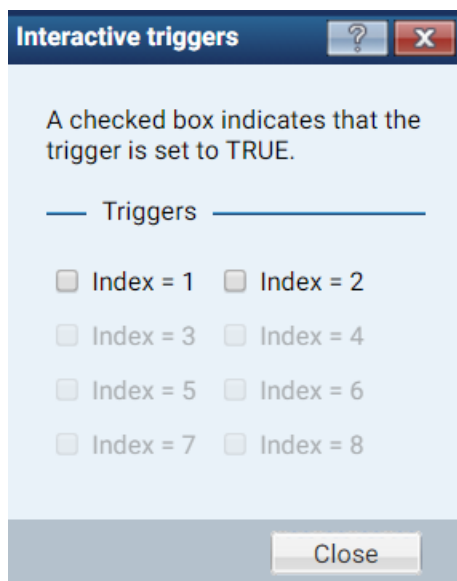 Interactive triggers ?
A checked box indicates that the
trigger is set to TRUE.
Triggers
Index = 1 Index = 2
Index = 3 Index = 4
Index = 5 Index = 6
Index = 7 Index = 8
Close